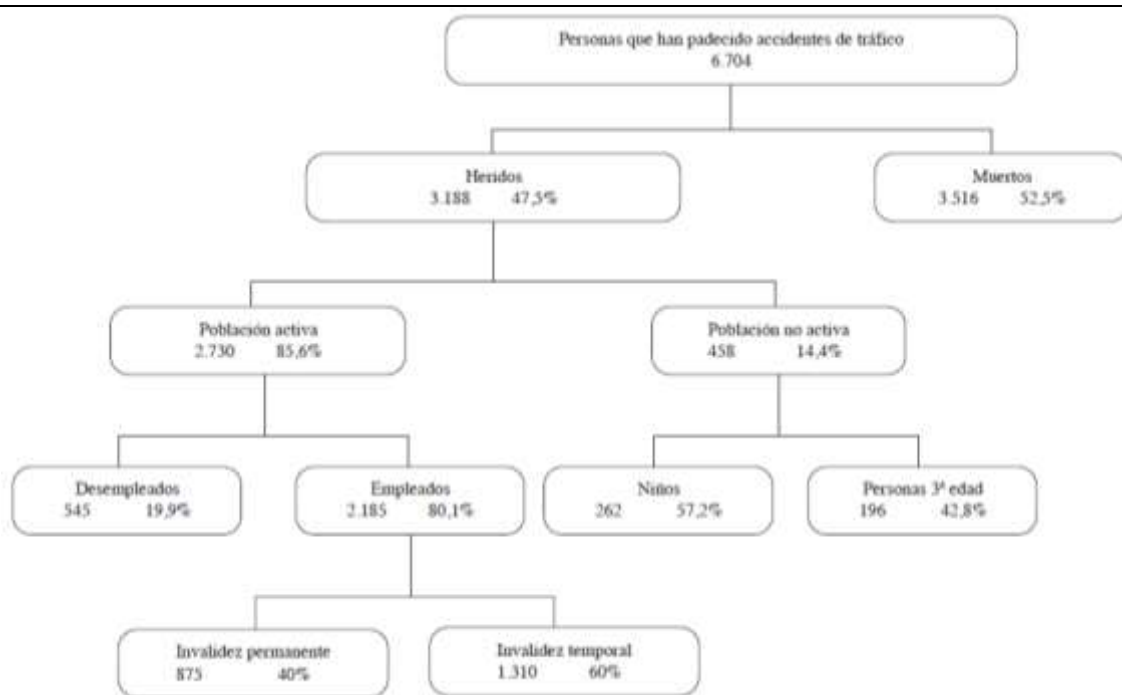 Personas que han padecido accidentes de tráfico
6.704
Heridos
3.188 47,5%
Muertos
3.516 52,5%
Población activa
2.730 85,6%
Población no activa
458 14,4%
Desempleados
545 19,9%
Empleados
2.185 80,1%
Niños
262 57,2%
Personas 3ª edad
196 42,8%
Invalidez permanente
875 40%
Invalidez temporal
1.310 60%